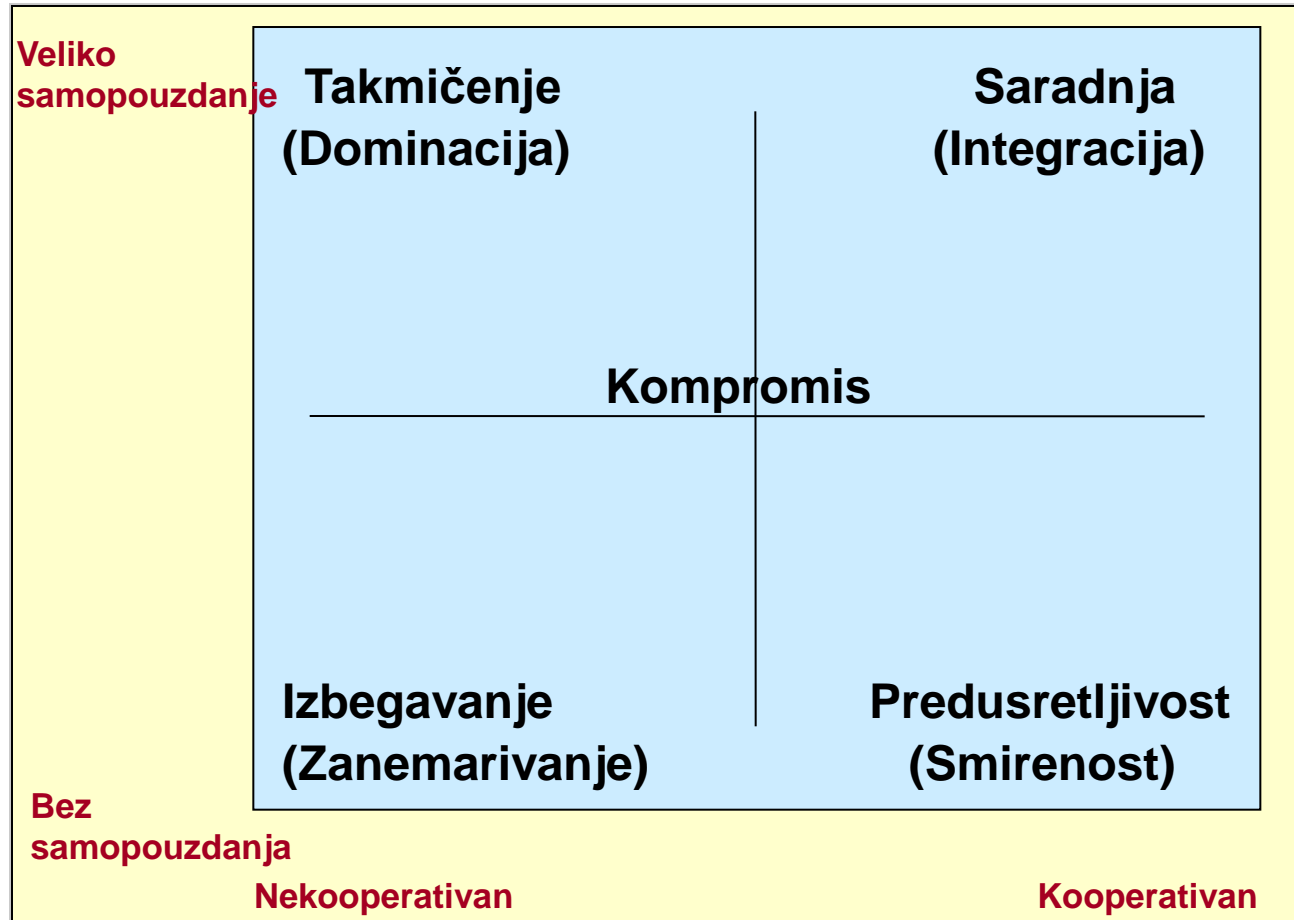 Veliko
samopouzdanje
Takmičenje
(Dominacija)
Saradnja
(Integracija)
Kompromis
Izbegavanje
(Zanemarivanje)
Predusretljivost
(Smirenost)
Bez
samopouzdanja
Nekooperativan
Kooperativan